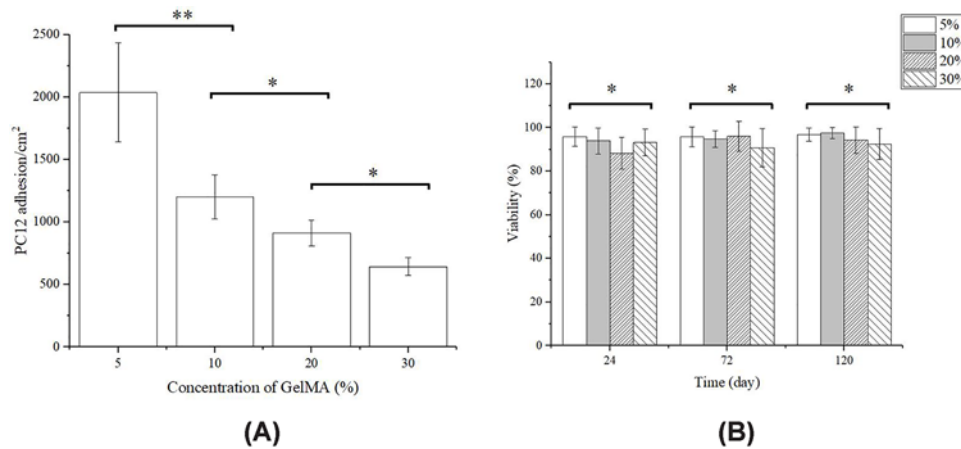 **
*
*
2500
2000
1500
1000
500
0
PC12 adhesion/cm²
5 10 20 30
Concentration of GelMA (%)
(A)
5%
10%
20%
30%
* * *
120
100
80
60
40
20
0
Viability (%)
24 72 120
Time (day)
(B)